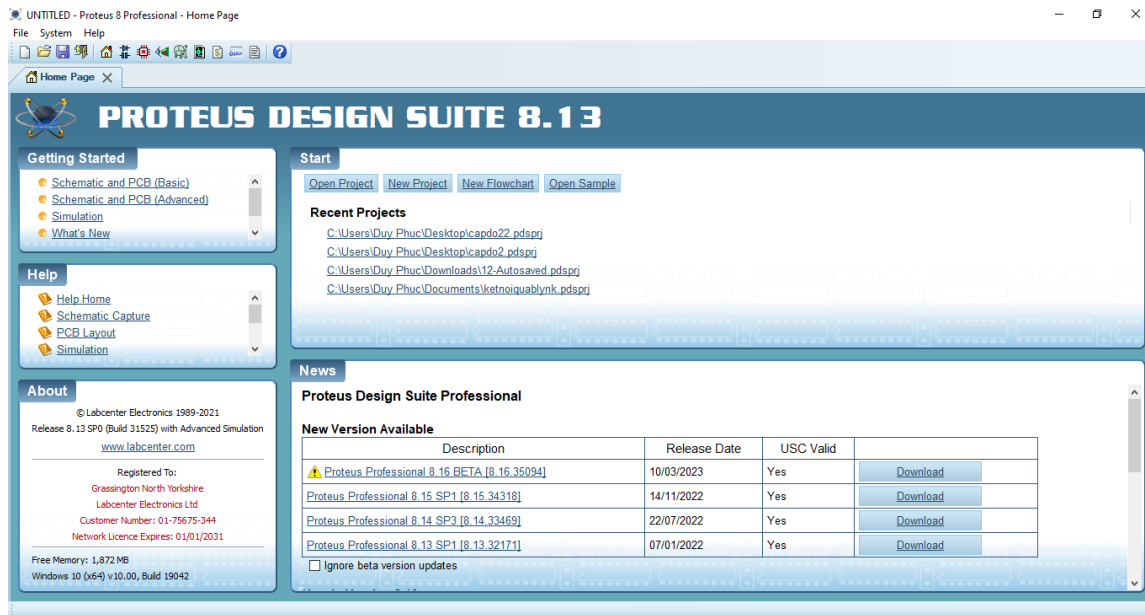 UNTITLED - Proteus 8 Professional - Home Page
File System Help
Home Page
PROTEUS DESIGN SUITE 8.13
Getting Started
Schematic and PCB (Basic)
Schematic and PCB (Advanced)
Simulation
What's New
Help
Help Home
Schematic Capture
PCB Layout
Simulation
About
© Labcenter Electronics 1989-2021
Release 8.13 SP0 (Build 31525) with Advanced Simulation
www.labcenter.com
Registered To:
Grassington North Yorkshire
Labcenter Electronics Ltd
Customer Number: 01-75675-344
Network Licence Expires: 01/01/2031
Free Memory: 1,872 MB
Windows 10 (x64) v10.00, Build 19042
Start
Open Project New Project New Flowchart Open Sample
Recent Projects
C:\Users\Duy Phuc\Desktop\capdo22.pdsprj
C:\Users\Duy Phuc\Desktop\capdo2.pdsprj
C:\Users\Duy Phuc\Downloads\12-Autosaved.pdsprj
C:\Users\Duy Phuc\Documents\ketnoiquablynk.pdsprj
News
Proteus Design Suite Professional
New Version Available
Description Release Date USC Valid
Proteus Professional 8.16 BETA [8.16.35094] 10/03/2023 Yes Download
Proteus Professional 8.15 SP1 [8.15.34318] 14/11/2022 Yes Download
Proteus Professional 8.14 SP3 [8.14.33469] 22/07/2022 Yes Download
Proteus Professional 8.13 SP1 [8.13.32171] 07/01/2022 Yes Download
Ignore beta version updates